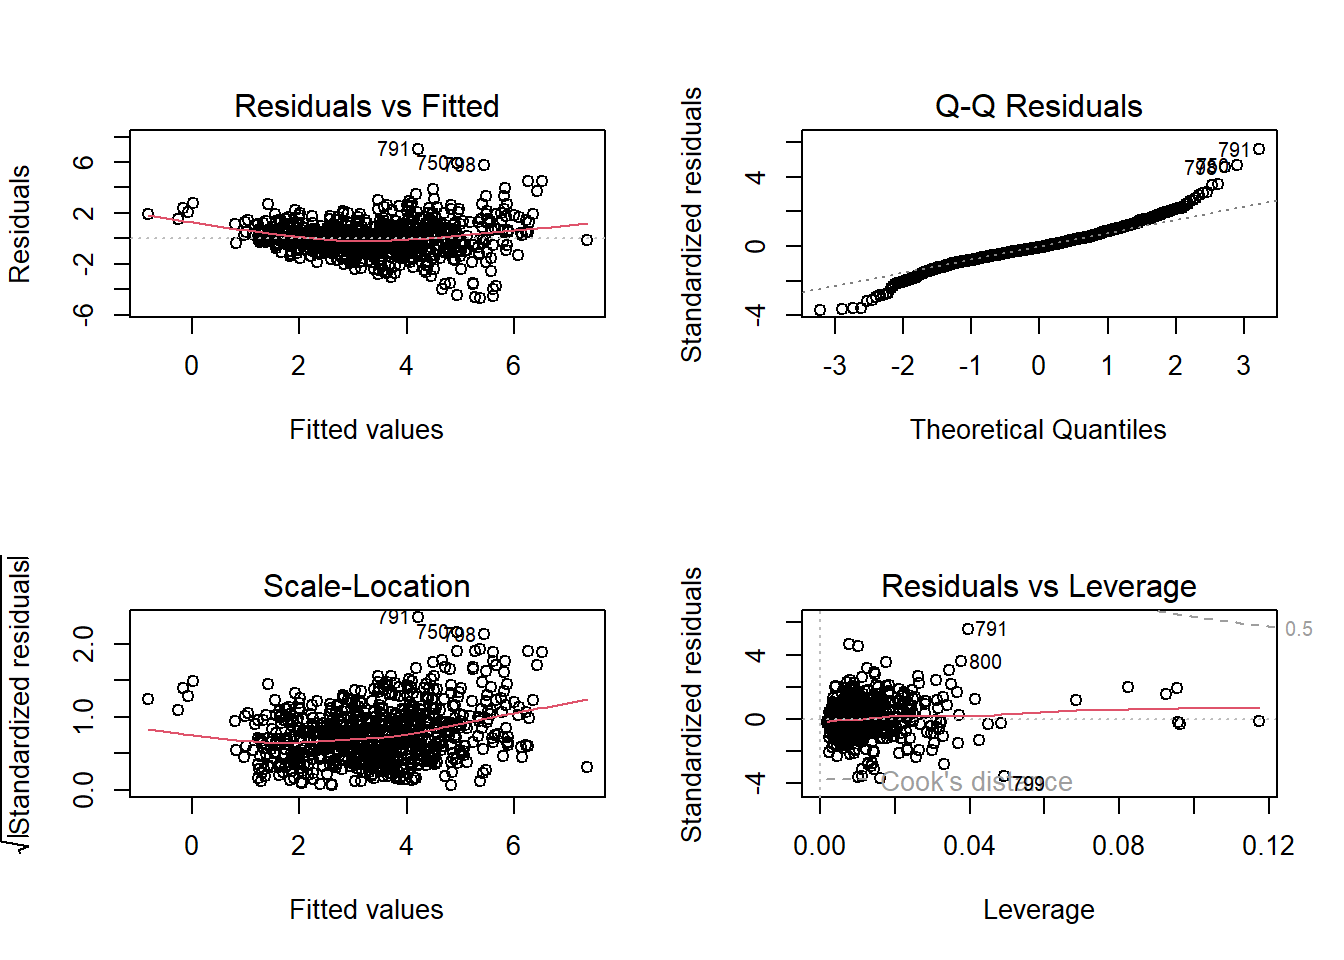 Residuals vs Fitted
Residuals
6
2
-2
-6
791
750
798
0 2 4 6
Fitted values
Q-Q Residuals
Standardized residuals
4
0
-4
791
750
798
-3 -2 -1 0 1 2 3
Theoretical Quantiles
Scale-Location
√|Standardized residuals|
2.0
1.0
0.0
791
750
798
0 2 4 6
Fitted values
Residuals vs Leverage
Standardized residuals
4
0
-4
791
800
799
Cook's distance
0.5
0.00 0.04 0.08 0.12
Leverage